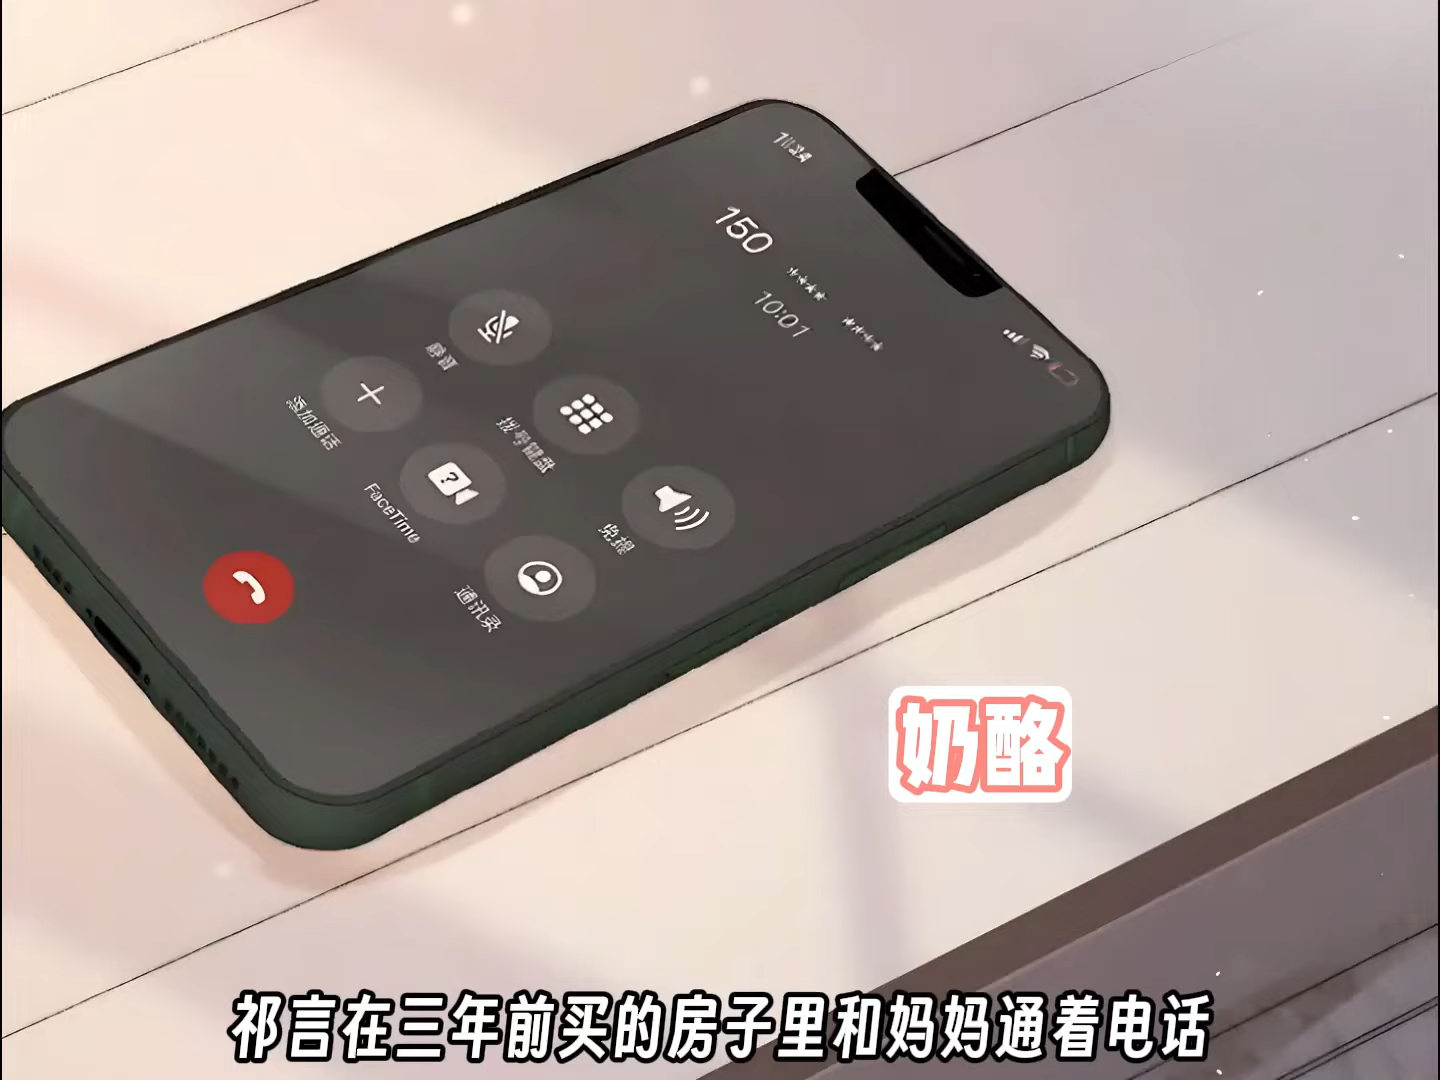 150 **** ****
10:01
静音
拨号键盘
免提
添加通话
FaceTime
通讯录
奶酪
祁言在三年前买的房子里和妈妈通着电话